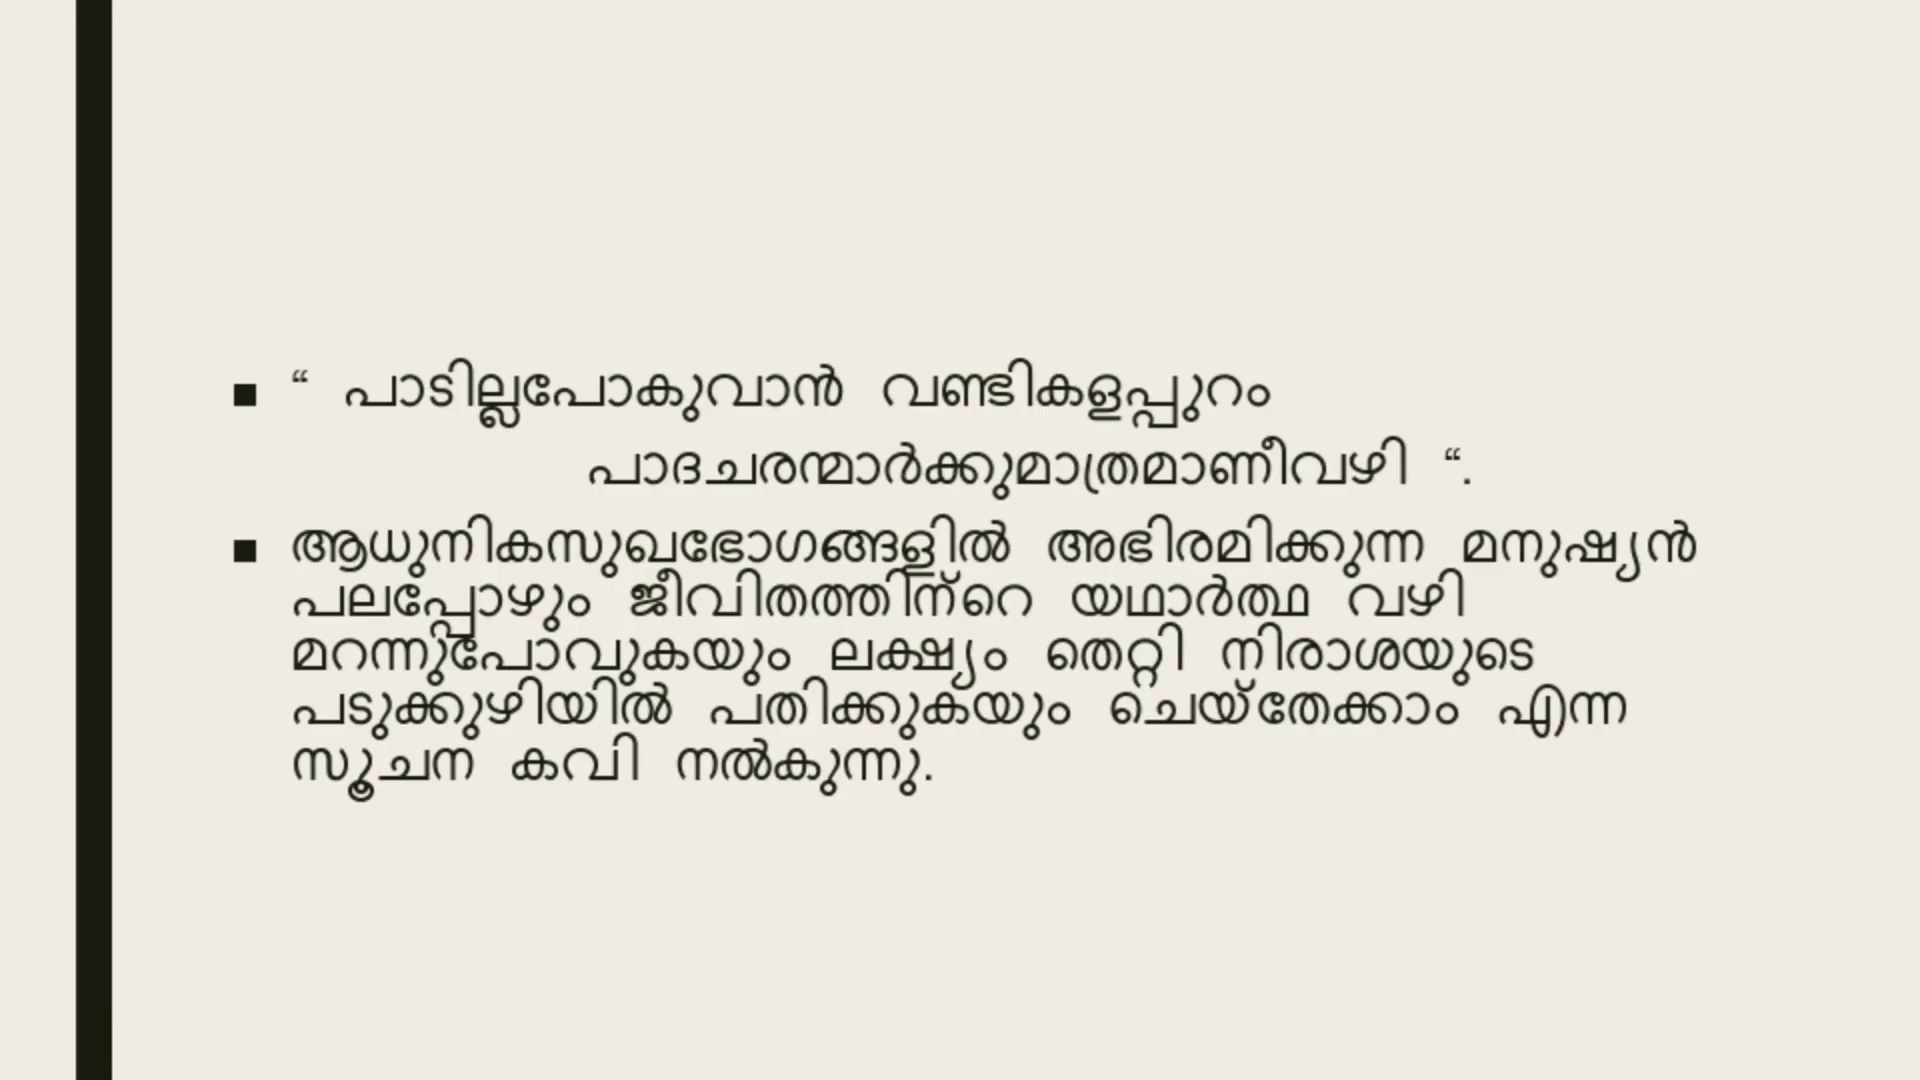 ■ “ പാടില്ലപോകുവാൻ വണ്ടികളപ്പുറം
പാദചരന്മാർക്കുമാത്രമാണീവഴി “.
■ ആധുനികസുഖഭോഗങ്ങളിൽ അഭിരമിക്കുന്ന മനുഷ്യൻ
പലപ്പോഴും ജീവിതത്തിന്റെ യഥാർത്ഥ വഴി
മറന്നുപോവുകയും ലക്ഷ്യം തെറ്റി നിരാശയുടെ
പടുക്കുഴിയിൽ പതിക്കുകയും ചെയ്തേക്കാം എന്ന
സൂചന കവി നൽകുന്നു.